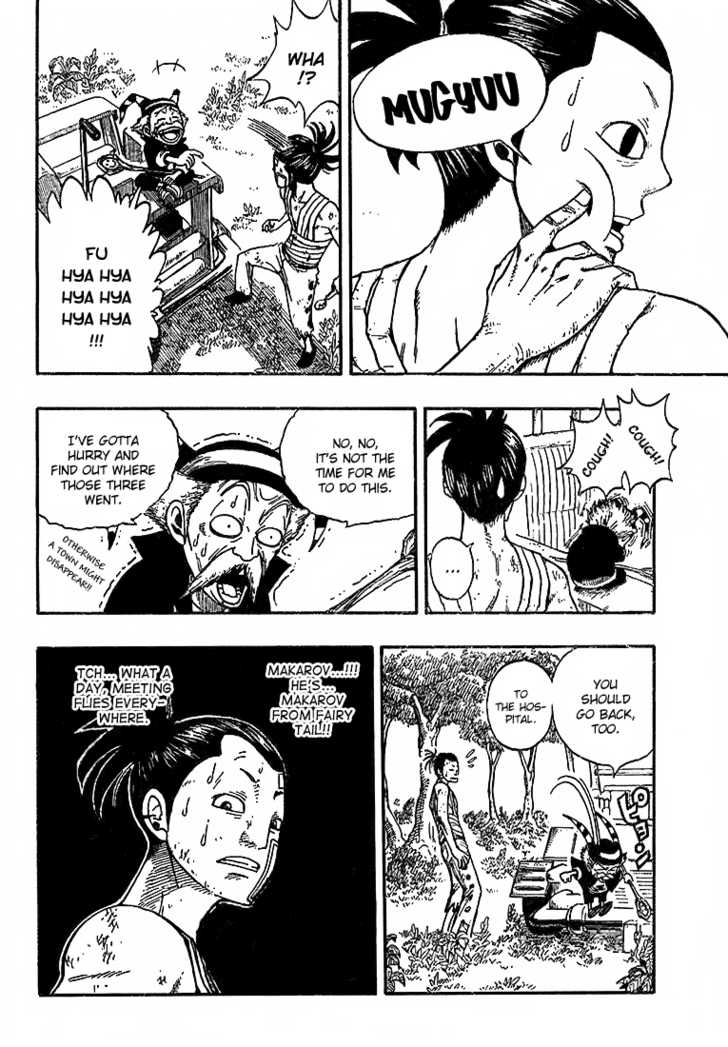 MUGYUU
WHA
!?
FU
HYA HYA
HYA HYA
HYA HYA
!!!
COUGH!
COUGH!
...
NO, NO,
IT'S NOT
THE TIME
FOR ME
TO DO THIS.
I'VE GOTTA
HURRY AND
FIND OUT WHERE
THOSE THREE
WENT.
OTHERWISE
A TOWN MIGHT
DISAPPEAR!!
YOU
SHOULD
GO BACK,
TOO.
TO
THE HOS-
PITAL.
MAKAROV...!!!
HE'S...
MAKAROV
FROM FAIRY
TAIL!!
TCH... WHAT A
DAY, MEETING
FLIES EVERY-
WHERE.